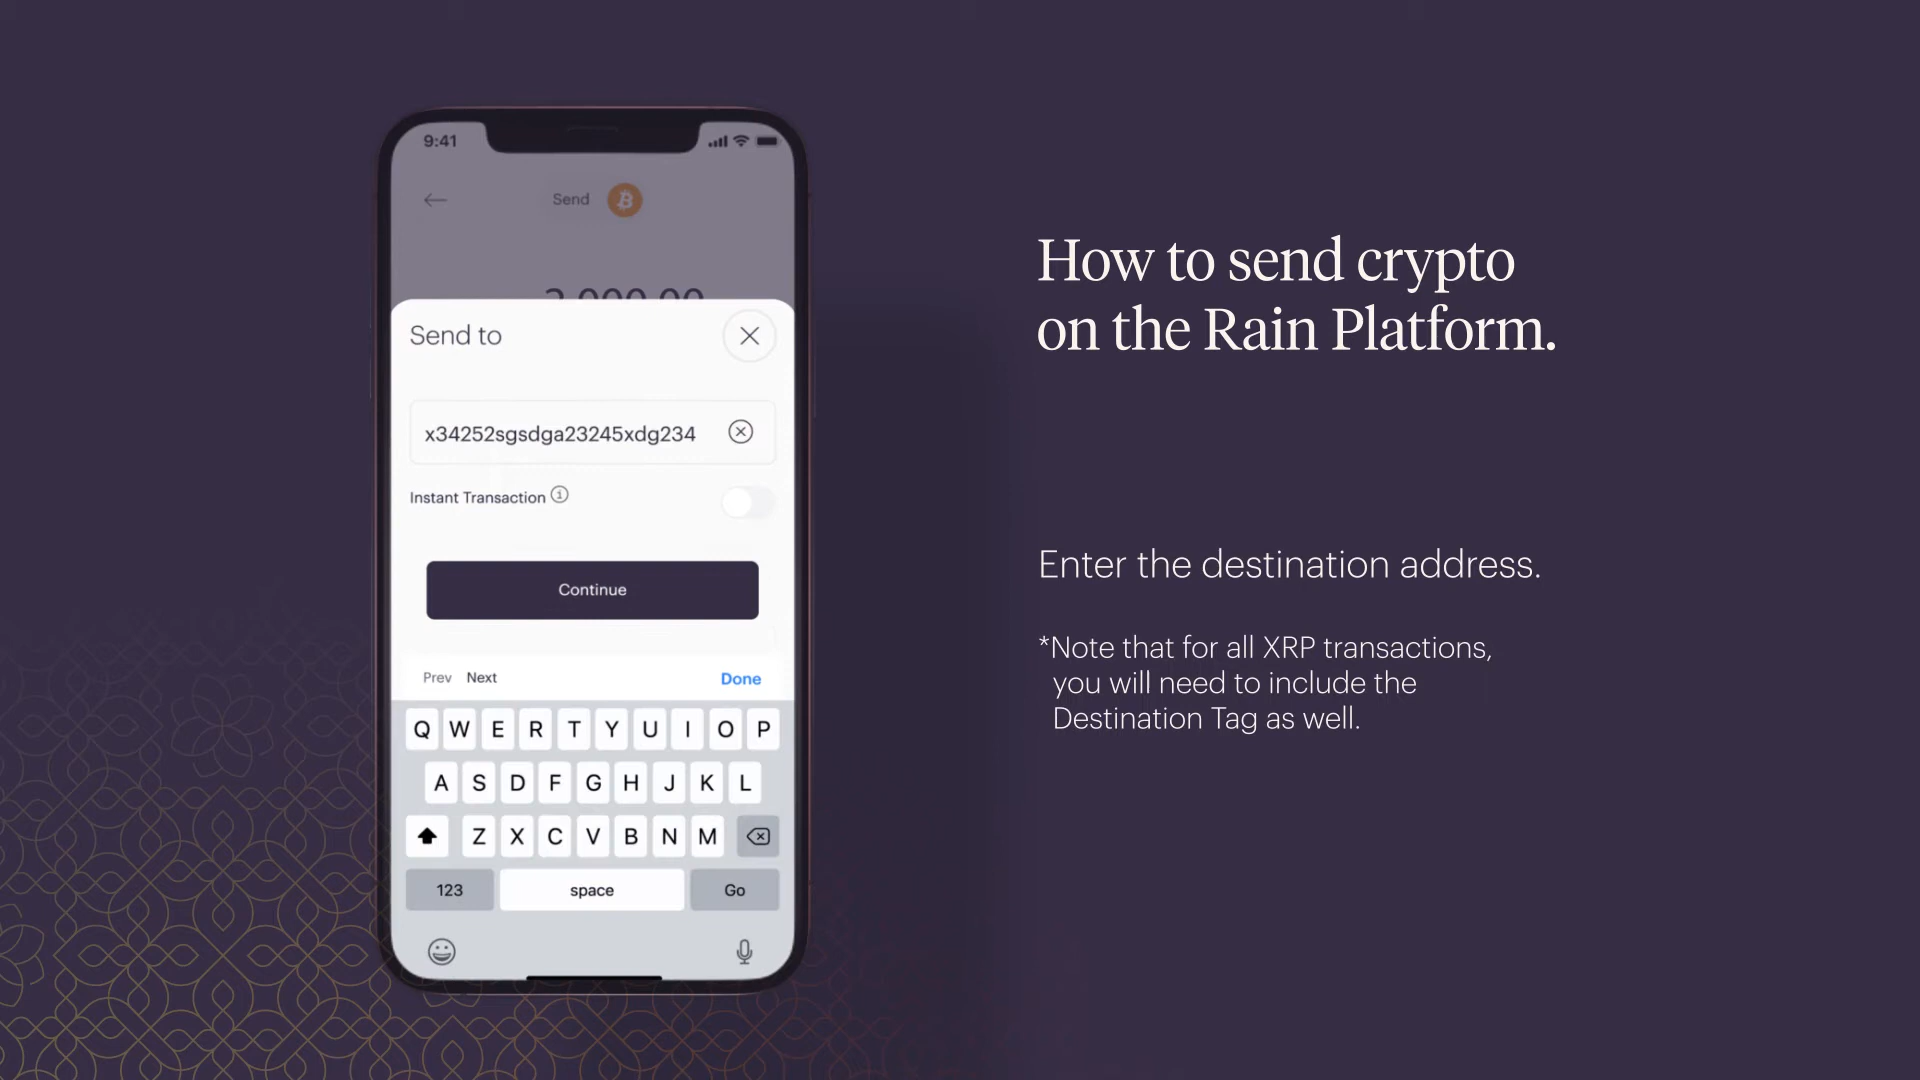 9:41
Send
Send to
x34252sgsdga23245xdg234
Instant Transaction
Continue
Prev Next Done
Q W E R T Y U I O P
A S D F G H J K L
Z X C V B N M
123 space Go
How to send crypto
on the Rain Platform.
Enter the destination address.
*Note that for all XRP transactions,
you will need to include the
Destination Tag as well.